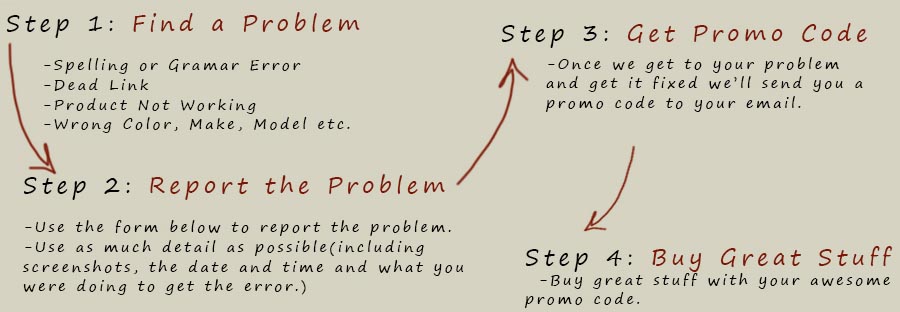 Step 1: Find a Problem
-Spelling or Gramar Error
-Dead Link
-Product Not Working
-Wrong Color, Make, Model etc.
Step 2: Report the Problem
-Use the form below to report the problem.
-Use as much detail as possible(including
screenshots, the date and time and what you
were doing to get the error.)
Step 3: Get Promo Code
-Once we get to your problem
and get it fixed we'll send you a
promo code to your email.
Step 4: Buy Great Stuff
-Buy great stuff with your awesome
promo code.